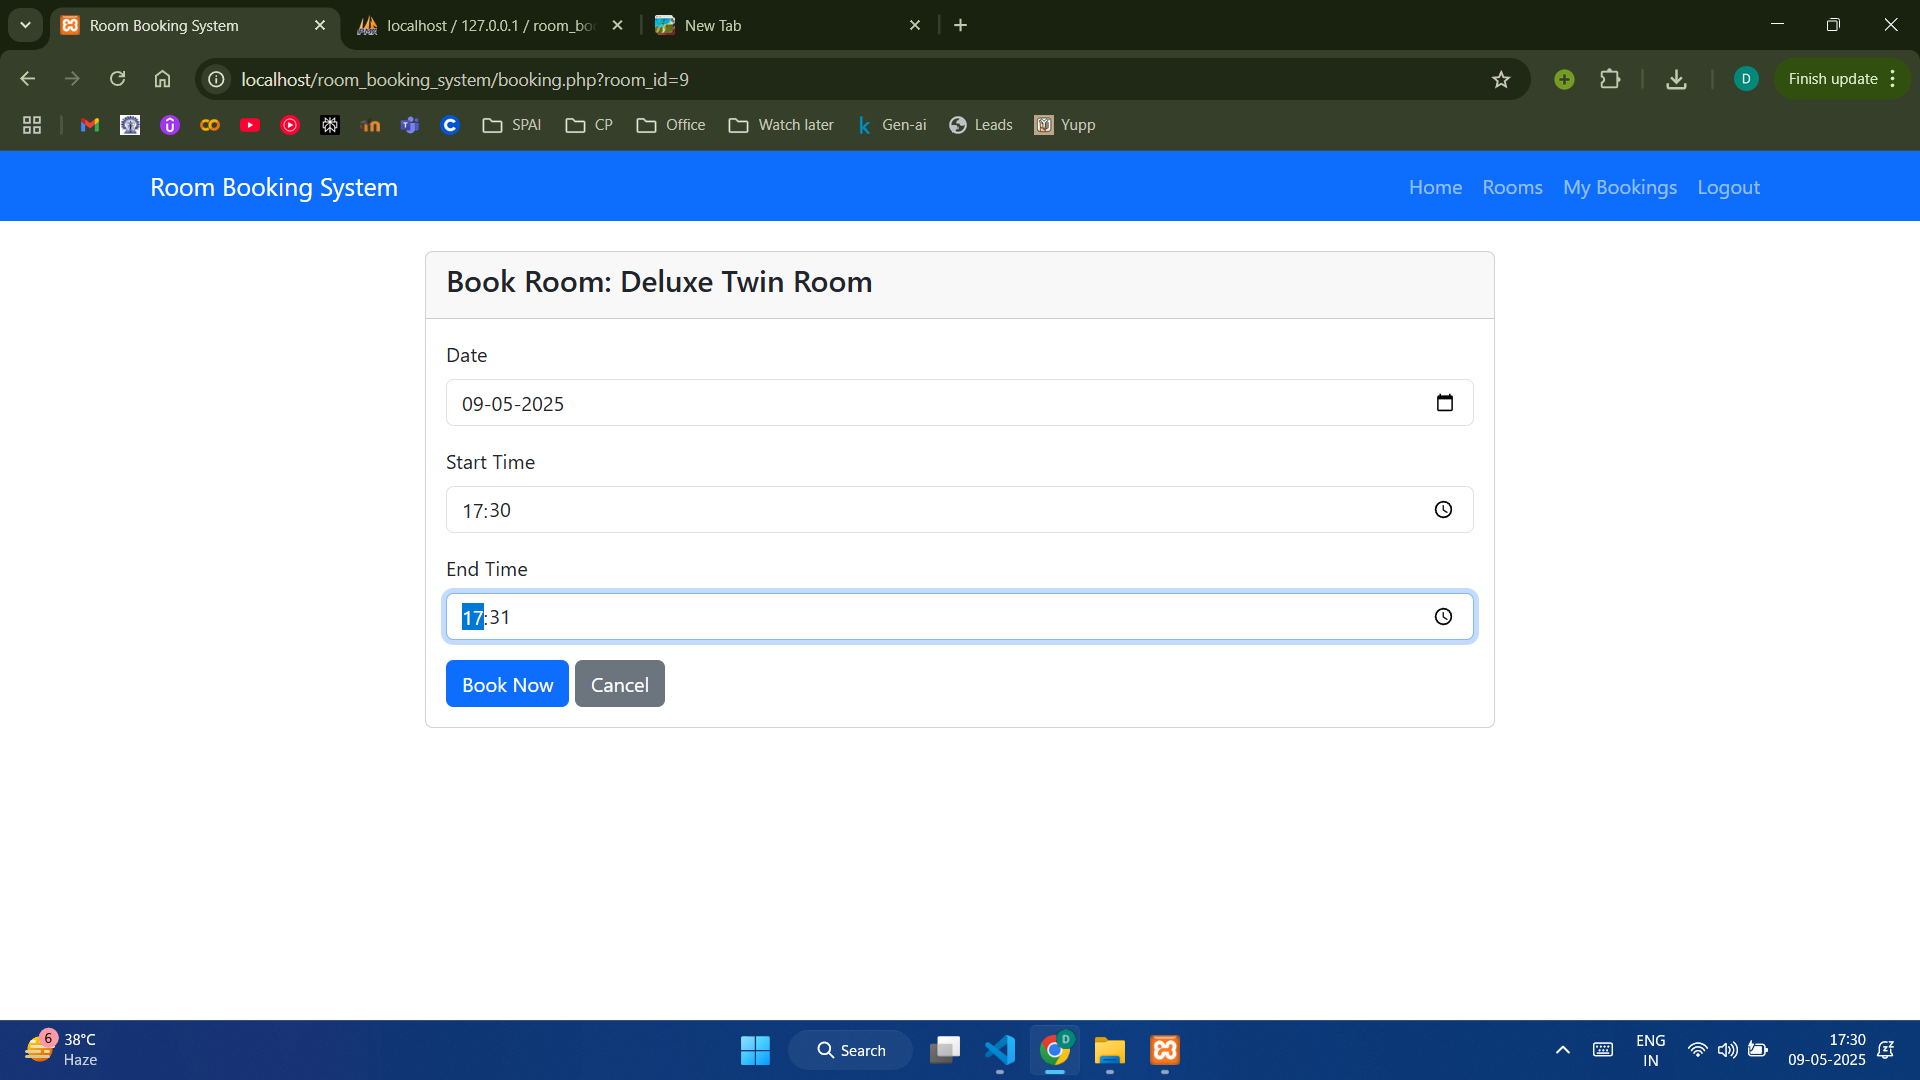 Room Booking System
localhost / 127.0.0.1 / room_boo
New Tab
localhost/room_booking_system/booking.php?room_id=9
D
Finish update
SPAI
CP
Office
Watch later
Gen-ai
Leads
Yupp
Room Booking System
Home
Rooms
My Bookings
Logout
Book Room: Deluxe Twin Room
Date
09-05-2025
Start Time
17:30
End Time
17:31
Book Now
Cancel
6
38°C
Haze
Search
D
ENG
IN
17:30
09-05-2025